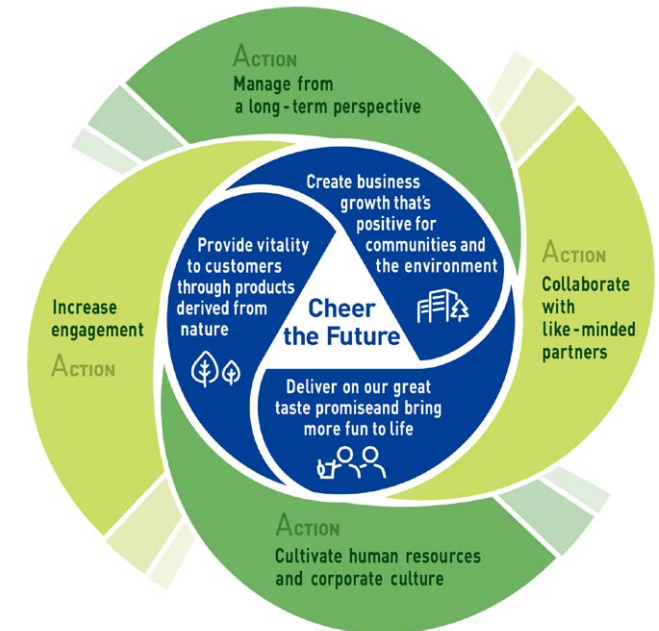 ACTION
Manage from
a long-term perspective
Create business
growth that's
positive for
communities and
the environment
Provide vitality
to customers
through products
derived from
nature
Cheer
the Future
ACTION
Collaborate
with
like-minded
partners
Increase
engagement
ACTION
Deliver on our great
taste promiseand bring
more fun to life
ACTION
Cultivate human resources
and corporate culture